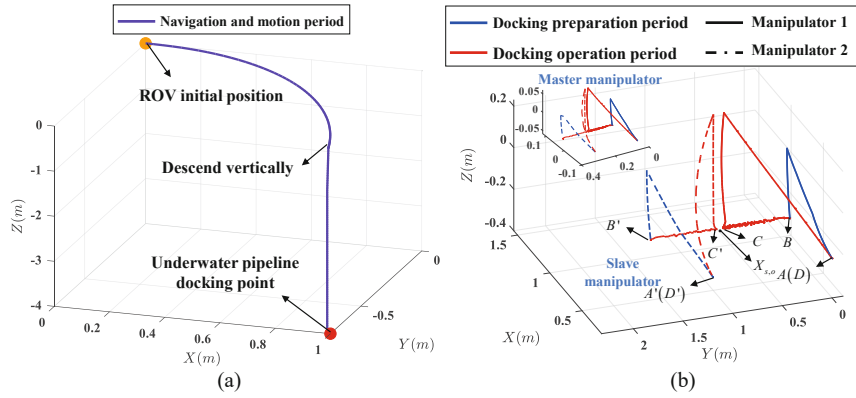 Navigation and motion period
ROV initial position
Descend vertically
Underwater pipeline
docking point
0
-1
-2
-3
-4
Z(m)
0
0.2
0.4
0.6
0.8
1
X(m)
0
-0.5
-1
Y(m)
(a)
Docking preparation period
Manipulator 1
Docking operation period
Manipulator 2
Master manipulator
0.05
0
-0.05
0.1
0
-0.1
0.4
0.2
0
0.2
0
-0.2
-0.4
Z(m)
1.5
1
0.5
X(m)
2
1.5
1
0.5
0
Y(m)
B'
C'
C
B
X_{s,o}
A(D)
Slave
manipulator
A'(D')
(b)